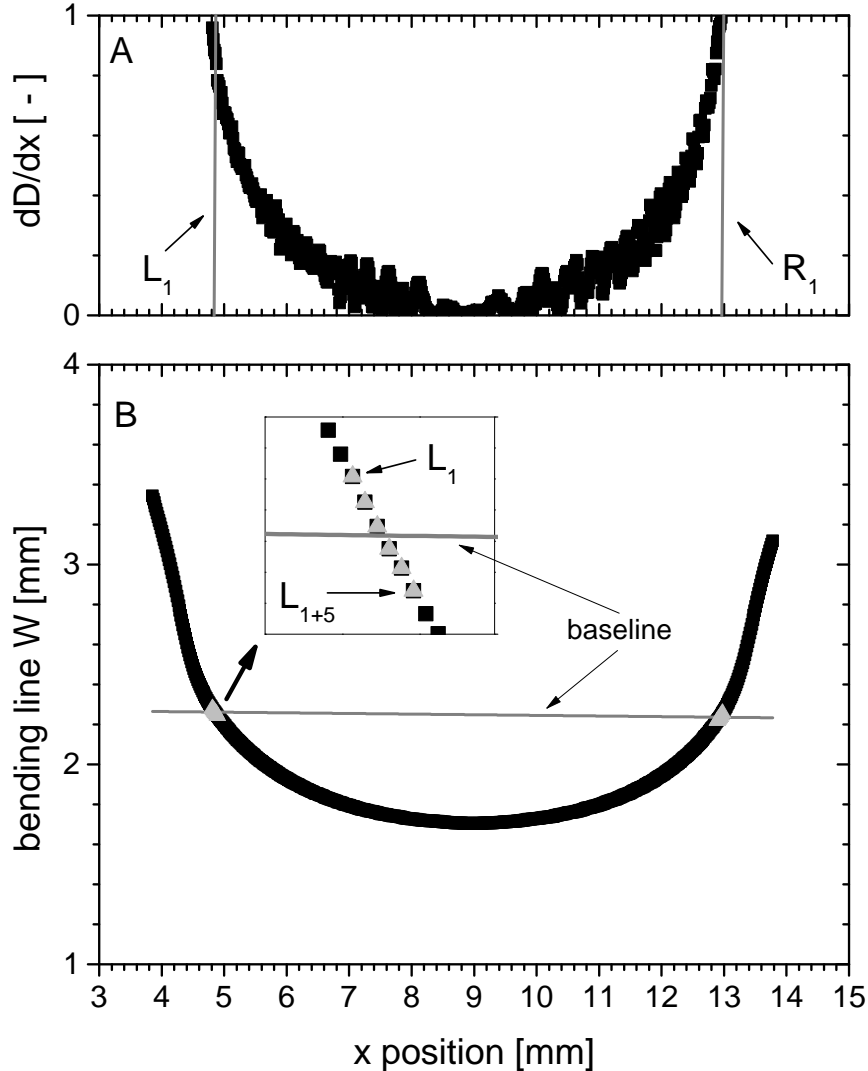 1
A
dD/dx [ - ]
L1
R1
0
4
B
L1
3
L1+5
baseline
bending line W [mm]
2
1
3 4 5 6 7 8 9 10 11 12 13 14 15
x position [mm]